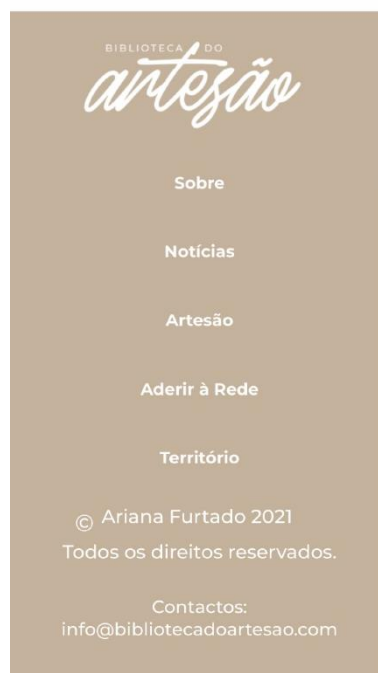 BIBLIOTECA DO
artesão
Sobre
Notícias
Artesão
Aderir à Rede
Território
© Ariana Furtado 2021
Todos os direitos reservados.
Contactos:
info@bibliotecadoartesao.com